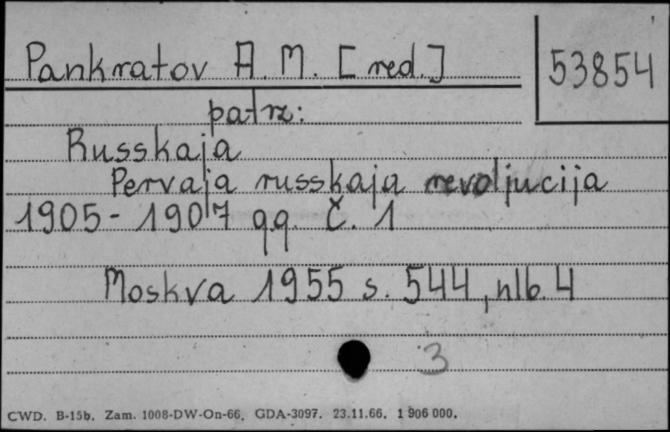 Pankratov A. M. [red.]
53854
patrz:
Russkaja
Pervaja russkaja revoljucija
1905-1907 gg. Č. 1
Moskva 1955 s. 544, nlb. 4
3
CWD. B-15b. Zam. 1008-DW-On-66. GDA-3097. 23.11.66. 1 906 000.